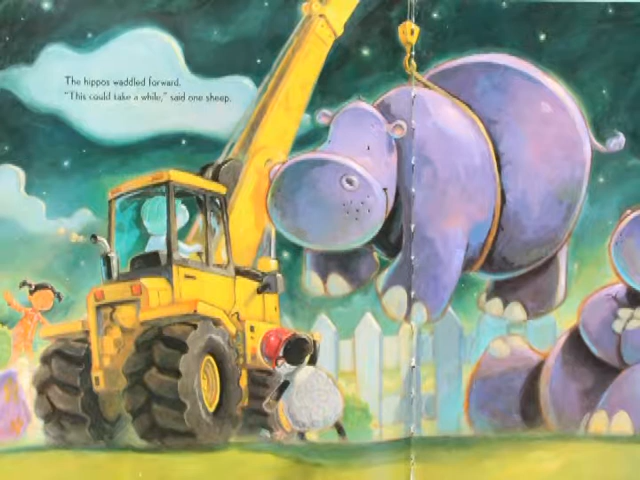 The hippos waddled forward.
"This could take a while," said one sheep.